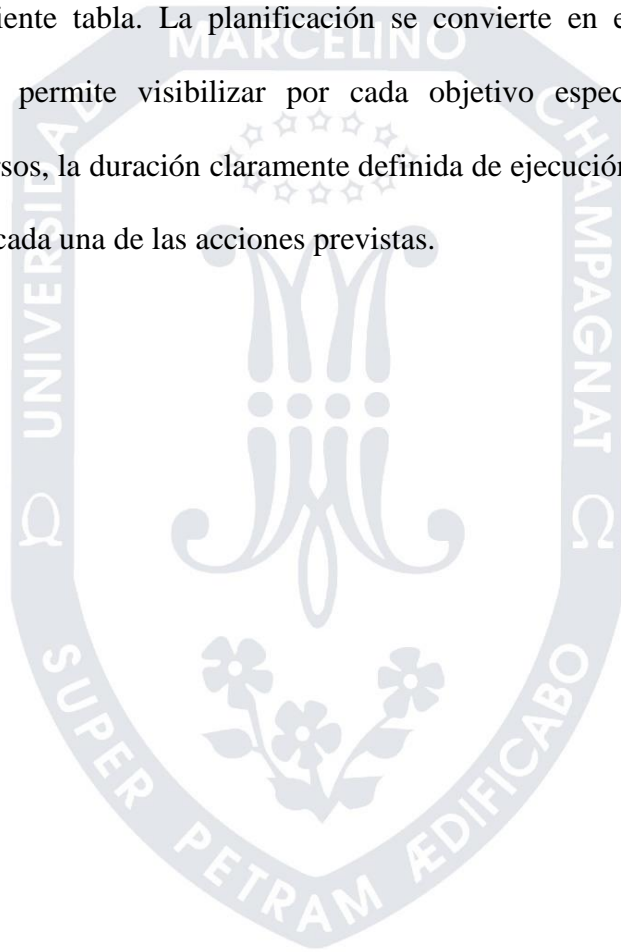 iente tabla. La planificación se convierte en e
permite visibilizar por cada objetivo espec
rsos, la duración claramente definida de ejecución
cada una de las acciones previstas.
MARCELINO
UNIVERSIDAD
CHAMPAGNAT
Ω Ω
SUPER PETRAM ÆDIFICABO